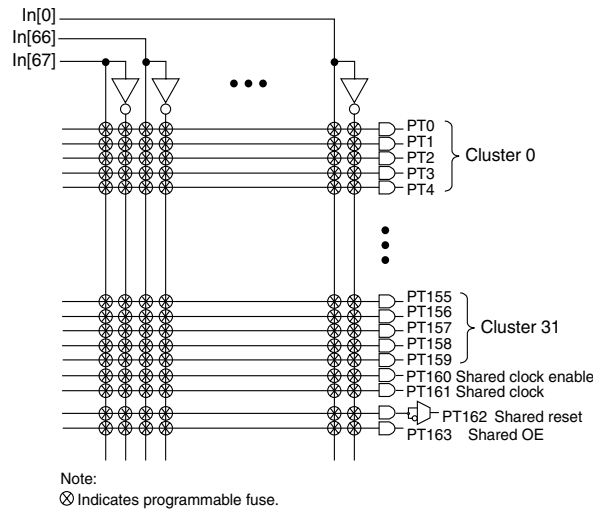 In[0]
In[66]
In[67]
PT0
PT1
PT2
PT3
PT4
Cluster 0
PT155
PT156
PT157
PT158
PT159
Cluster 31
PT160 Shared clock enable
PT161 Shared clock
PT162 Shared reset
PT163 Shared OE
Note:
Indicates programmable fuse.